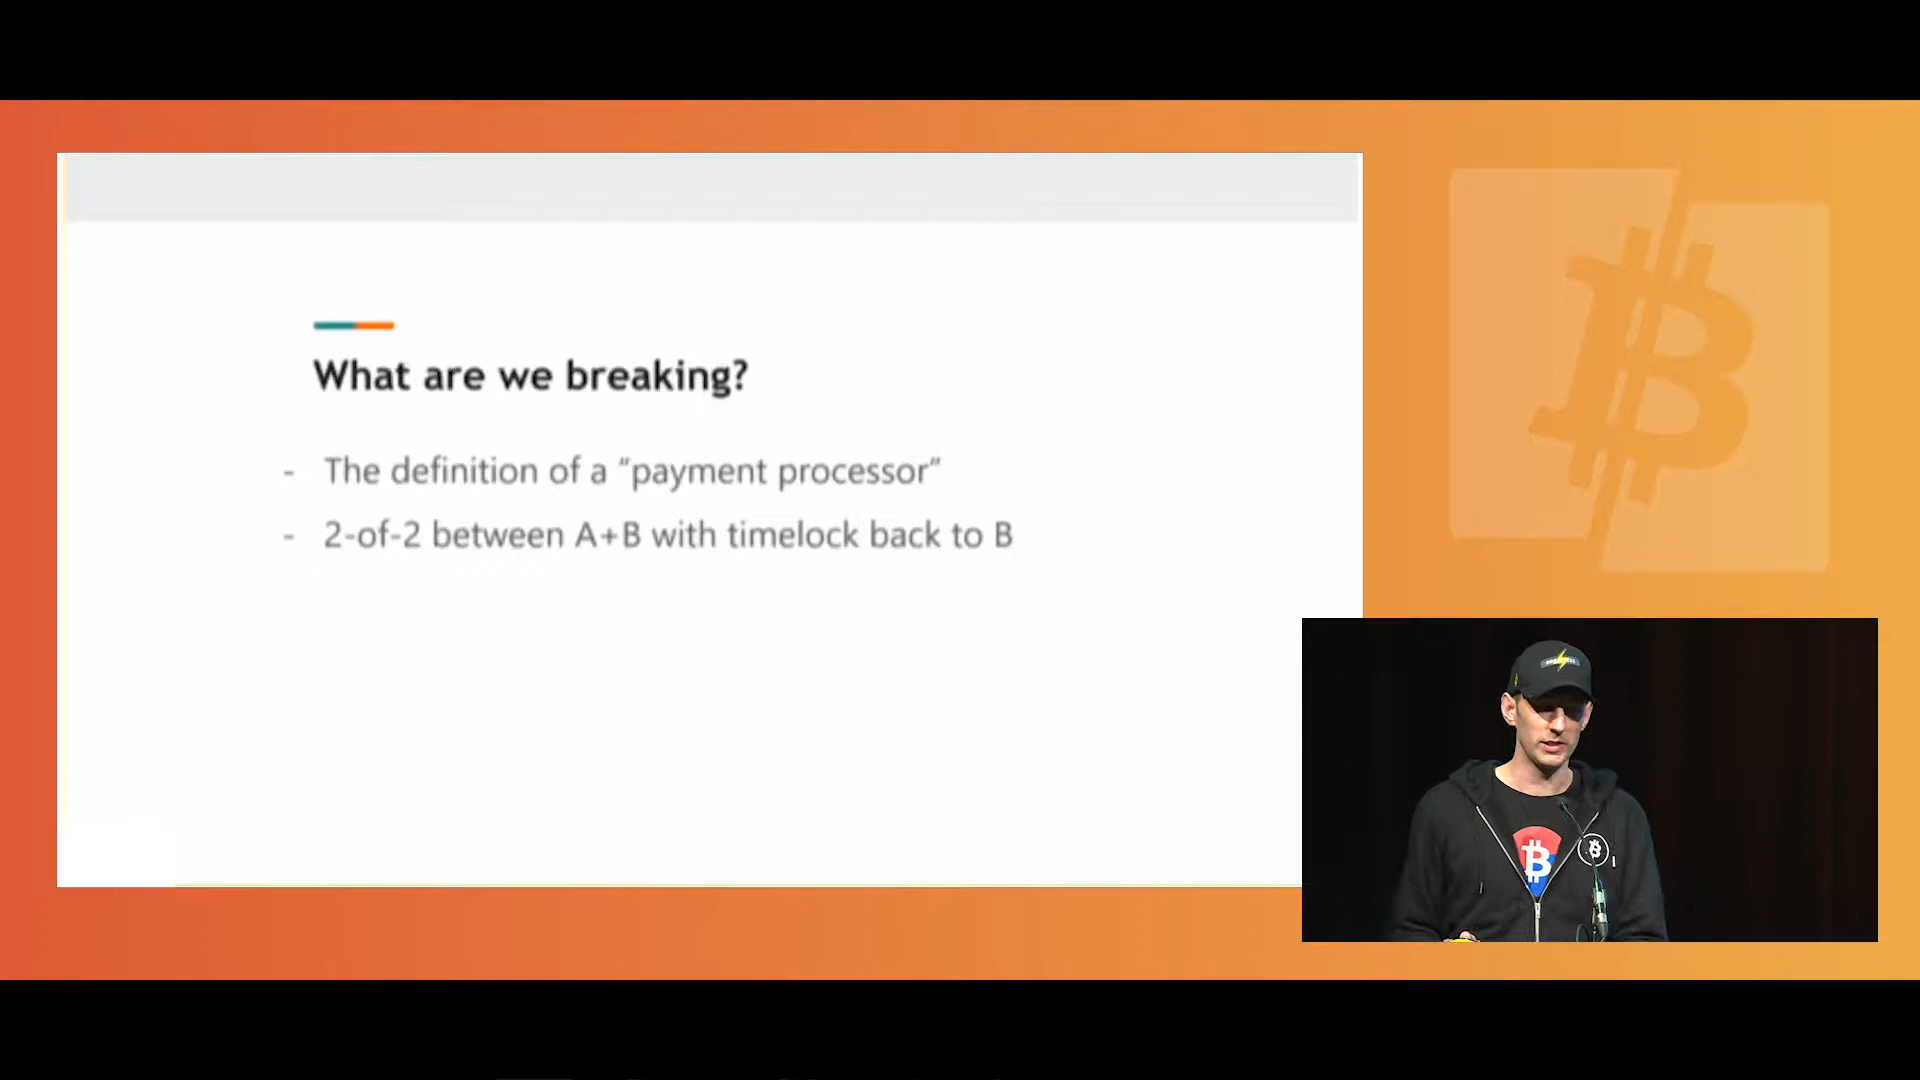 What are we breaking?
- The definition of a “payment processor”
- 2-of-2 between A+B with timelock back to B